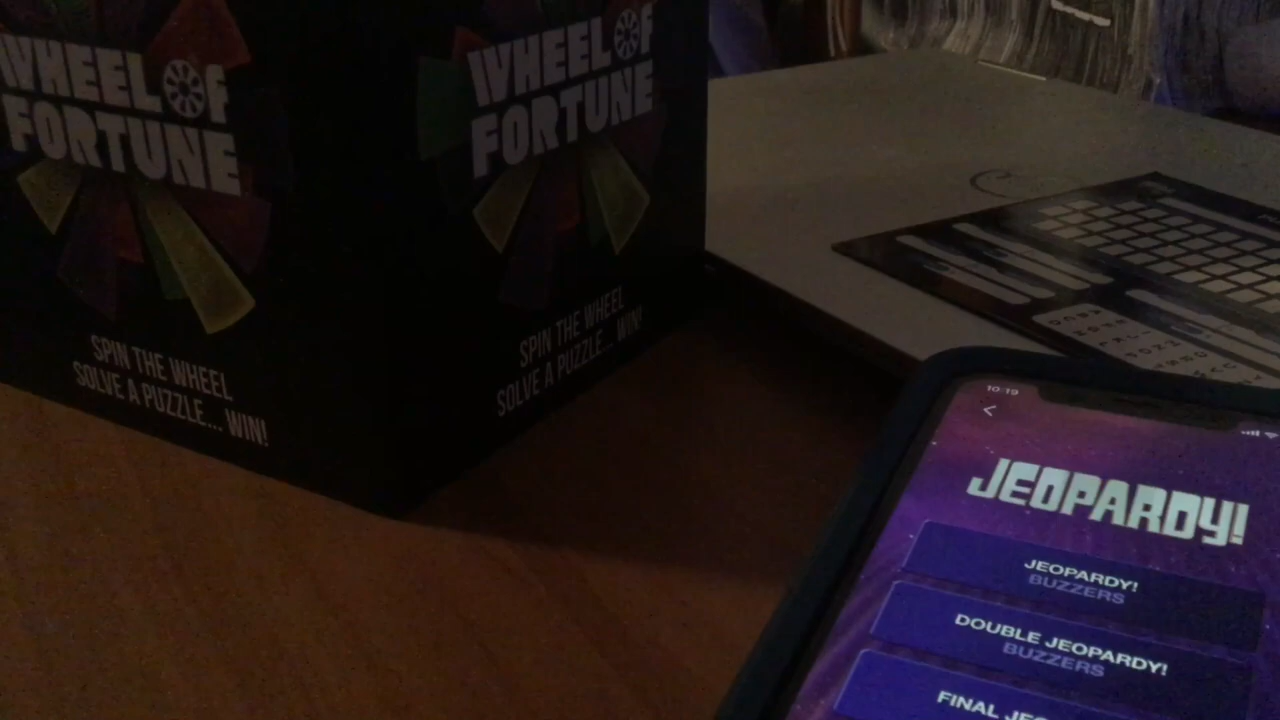 WHEEL OF
FORTUNE
SPIN THE WHEEL
SOLVE A PUZZLE... WIN!
WHEEL OF
FORTUNE
SPIN THE WHEEL
SOLVE A PUZZLE... WIN!
10:19
JEOPARDY!
JEOPARDY!
BUZZERS
DOUBLE JEOPARDY!
BUZZERS
FINAL